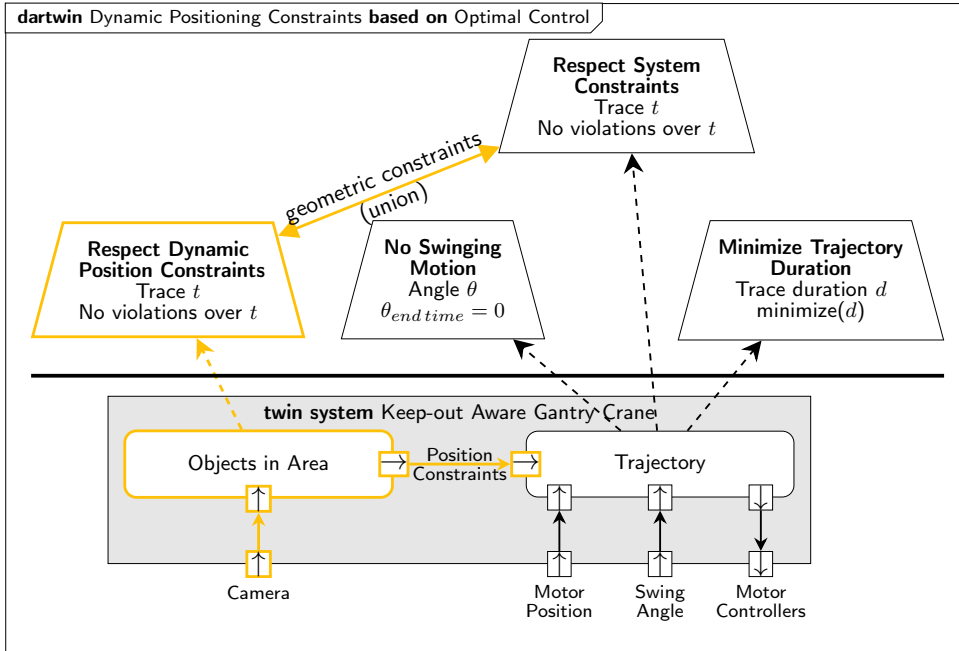 dartwin Dynamic Positioning Constraints based on Optimal Control
Respect System
Constraints
Trace t
No violations over t
geometric constraints
(union)
Respect Dynamic
Position Constraints
Trace t
No violations over t
No Swinging
Motion
Angle θ
θ_{end time} = 0
Minimize Trajectory
Duration
Trace duration d
minimize(d)
twin system Keep-out Aware Gantry Crane
Objects in Area
Position
Constraints
Trajectory
Camera
Motor
Position
Swing
Angle
Motor
Controllers